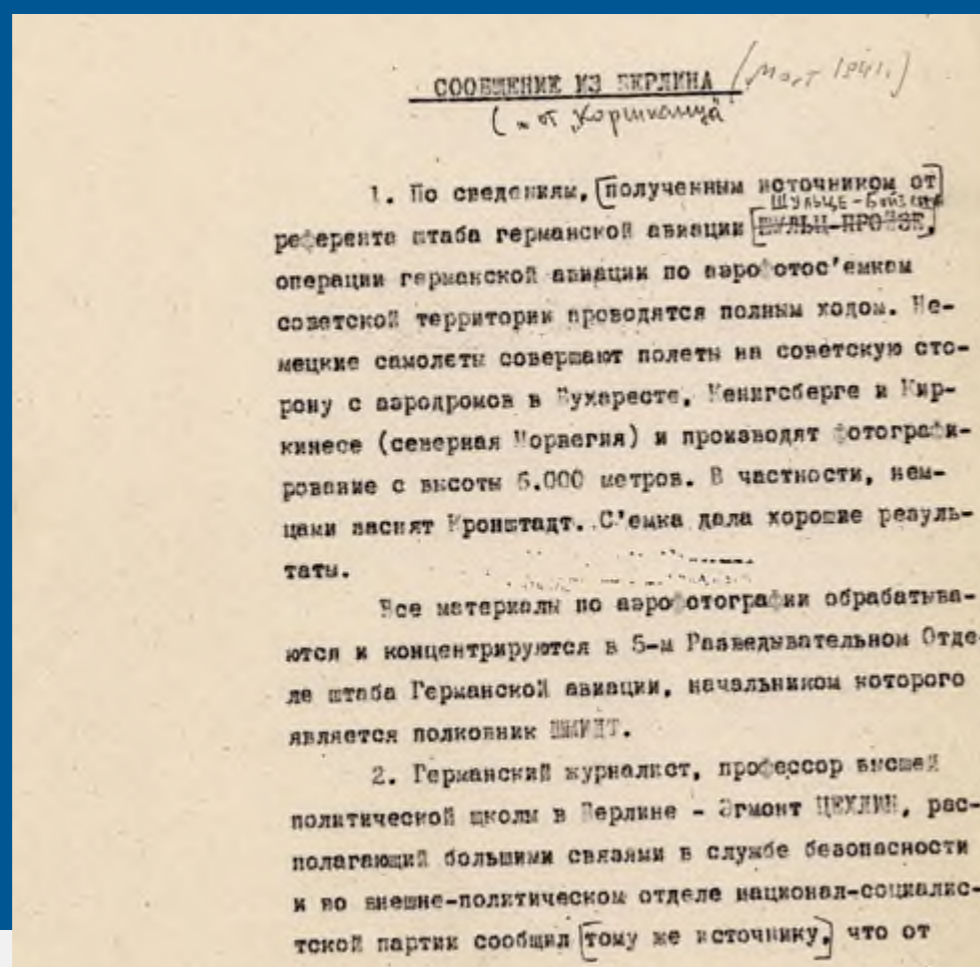 СООБЩЕНИЕ ИЗ БЕРЛИНА (март 1941.)
("от "Корсиканца"
1. По сведениям, [полученным источником от]
ШУЛЬЦЕ-БОЙЗЕНА
референта штаба германской авиации [ШУЛЬЦ-ПРОЙЗЕ],
операции германской авиации по аэрофотос'емкам
советской территории проводятся полным ходом. Не-
мецкие самолеты совершают полеты на советскую сто-
рону с аэродромов в Бухаресте, Кенигсберге и Кир-
кинесе (северная Норвегия) и производят фотографи-
рование с высоты 6.000 метров. В частности, нем-
цами заснят Кронштадт. С'емка дала хорошие резуль-
таты.
Все материалы по аэрофотографии обрабатыва-
ются и концентрируются в 5-м Разведывательном Отде-
ле штаба Германской авиации, начальником которого
является полковник ШМИДТ.
2. Германский журналист, профессор высшей
политической школы в Берлине - Эгмонт ЦЕХЛИН, рас-
полагающий большими связями в службе безопасности
и во внешне-политическом отделе национал-социалис-
тской партии сообщил [тому же источнику,] что от